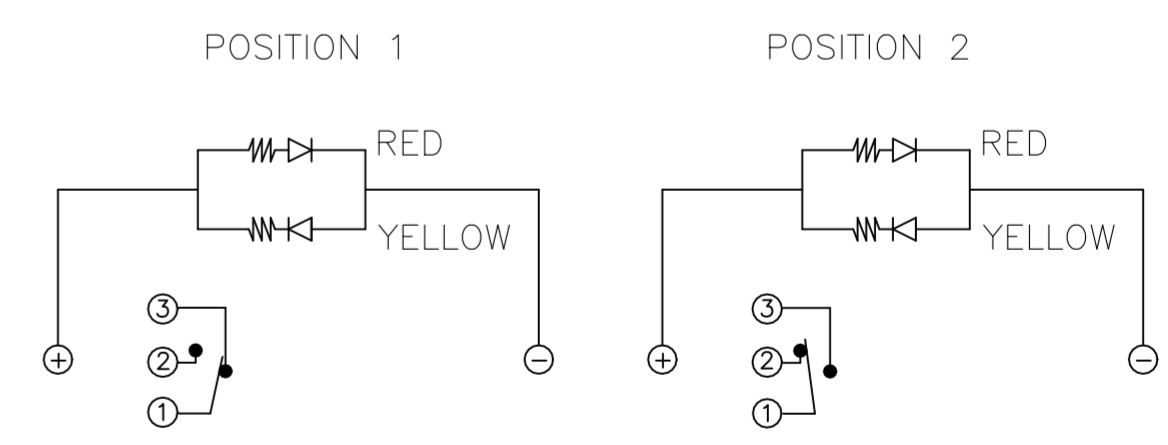 POSITION 1
RED
YELLOW
3
2
1
+
−
POSITION 2
RED
YELLOW
3
2
1
+
−